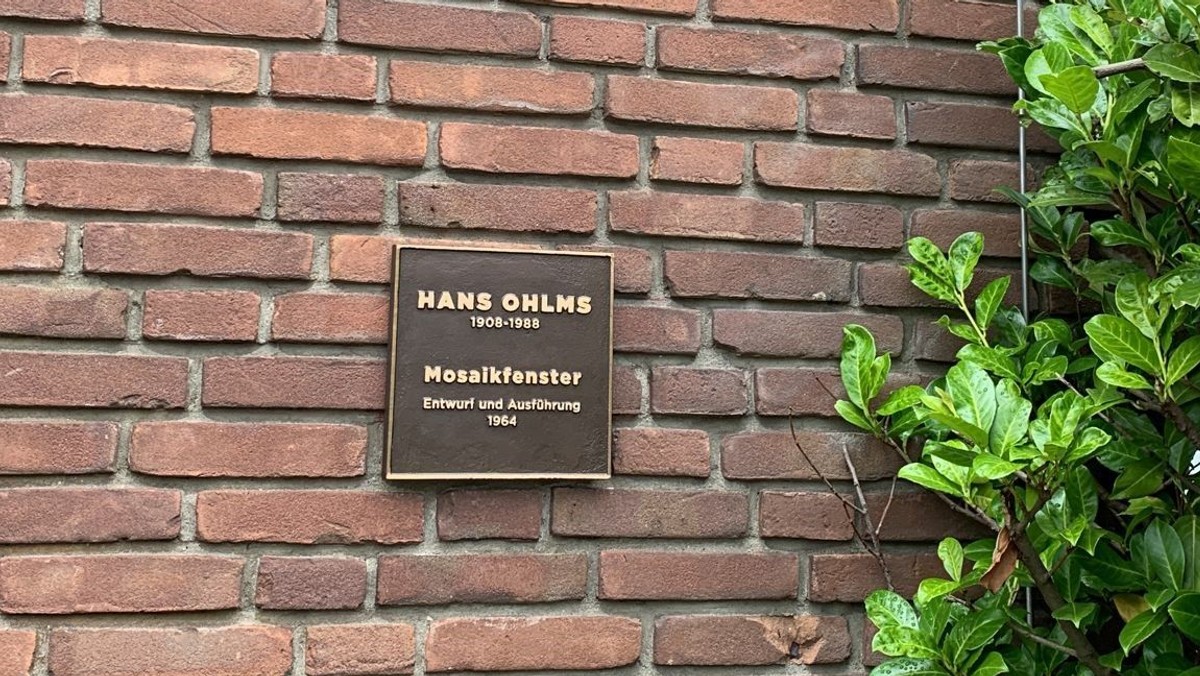 HANS OHLMS
1908-1988
Mosaikfenster
Entwurf und Ausführung
1964